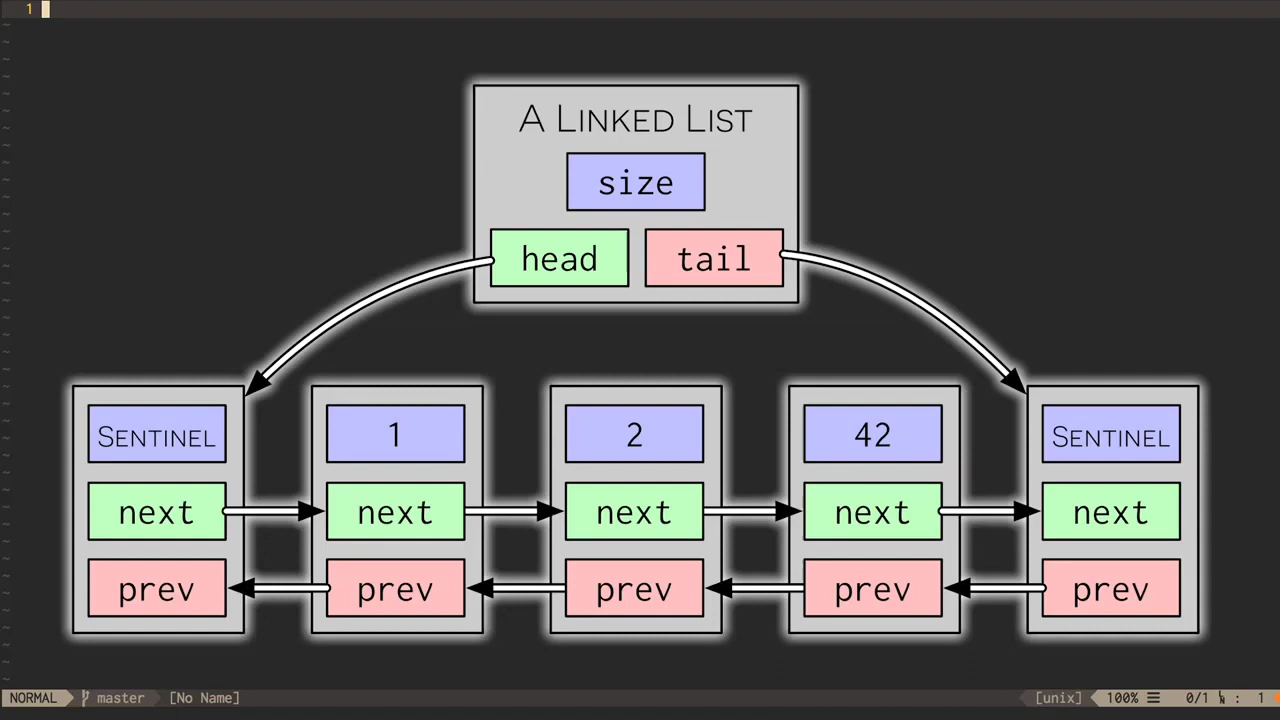 1
A LINKED LIST
size
head tail
SENTINEL 1 2 42 SENTINEL
next next next next next
prev prev prev prev prev
NORMAL master [No Name] [unix] 100% ☰ 0/1 : 1